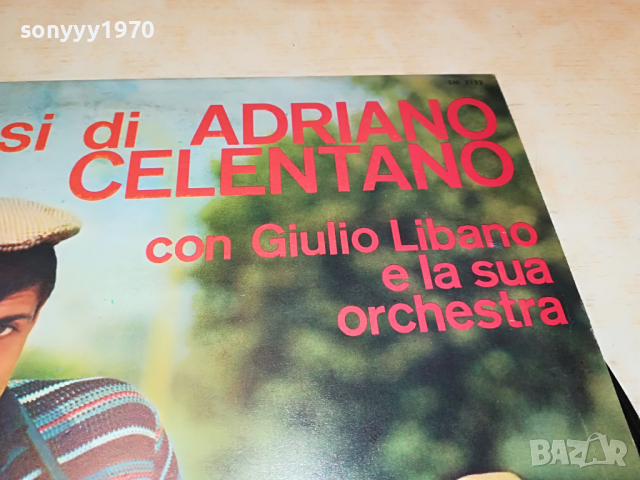 sonyyy1970
si di ADRIANO
CELENTANO
con Giulio Libano
e la sua
orchestra
BAZAR